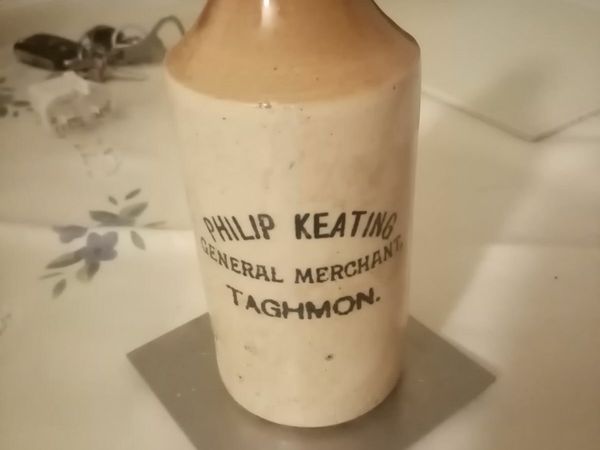 PHILIP KEATING
GENERAL MERCHANT,
TAGHMON.